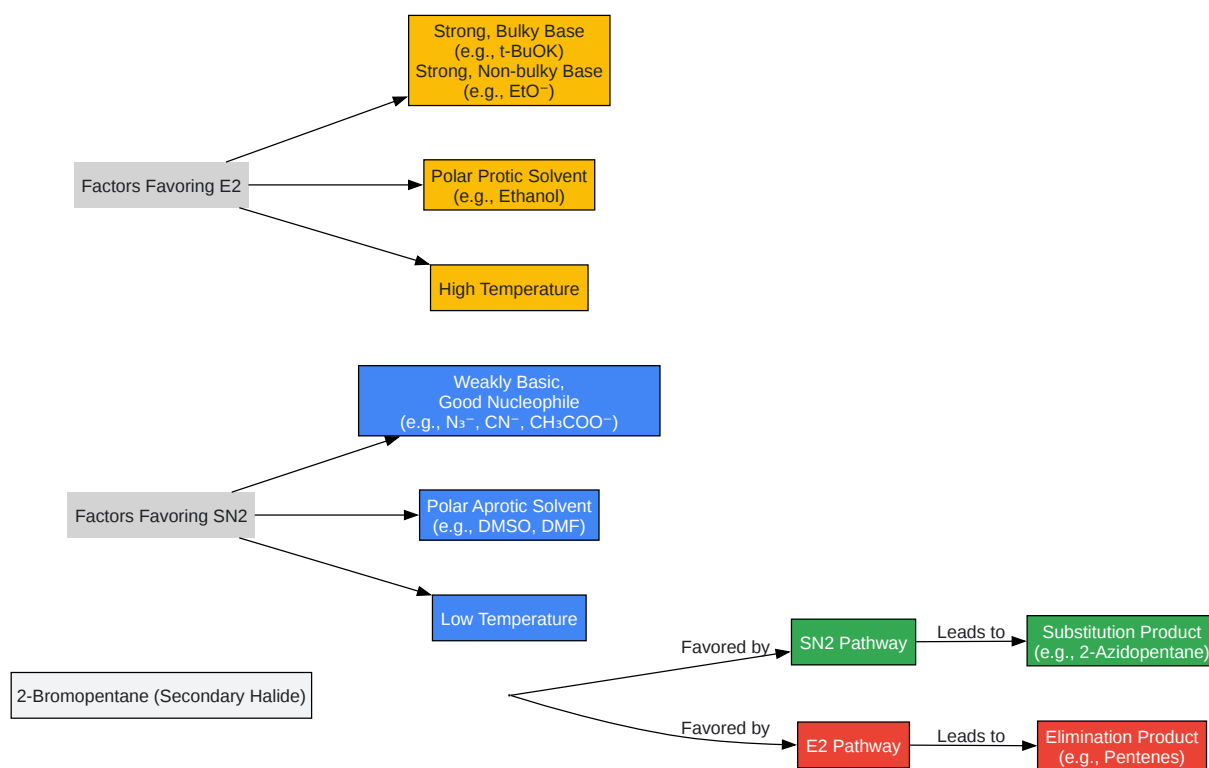 Strong, Bulky Base
(e.g., t-BuOK)
Strong, Non-bulky Base
(e.g., EtO⁻)
Factors Favoring E2
Polar Protic Solvent
(e.g., Ethanol)
High Temperature
Weakly Basic,
Good Nucleophile
(e.g., N₃⁻, CN⁻, CH₃COO⁻)
Factors Favoring SN2
Polar Aprotic Solvent
(e.g., DMSO, DMF)
Low Temperature
2-Bromopentane (Secondary Halide)
Favored by
SN2 Pathway
Leads to
Substitution Product
(e.g., 2-Azidopentane)
Favored by
E2 Pathway
Leads to
Elimination Product
(e.g., Pentenes)